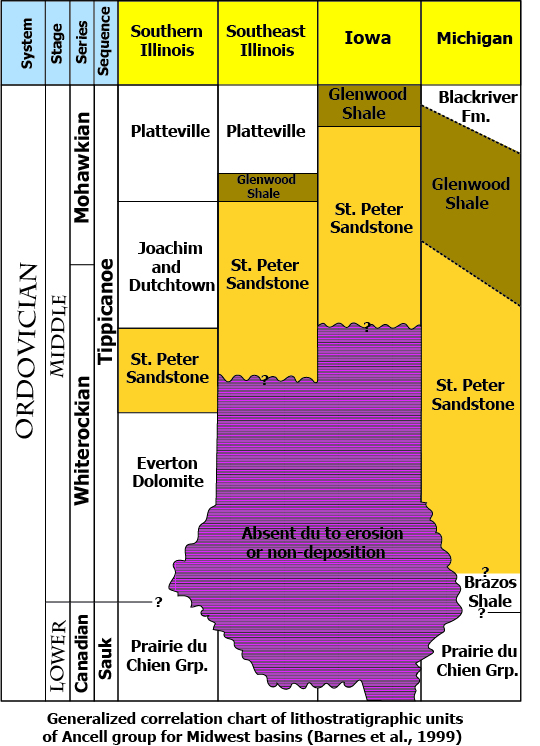 System
Stage
Series
Sequence
Southern
Illinois
Southeast
Illinois
Iowa
Michigan
ORDOVICIAN
MIDDLE
LOWER
Mohawkian
Whiterockian
Canadian
Tippicanoe
Sauk
Platteville
Joachim
and
Dutchtown
St. Peter
Sandstone
Everton
Dolomite
?
Prairie du
Chien Grp.
Platteville
Glenwood
Shale
St. Peter
Sandstone
?
Glenwood
Shale
St. Peter
Sandstone
?
Absent du to erosion
or non-deposition
Blackriver
Fm.
Glenwood
Shale
St. Peter
Sandstone
?
Brazos
Shale
?
Prairie du
Chien Grp.
Generalized correlation chart of lithostratigraphic units
of Ancell group for Midwest basins (Barnes et al., 1999)